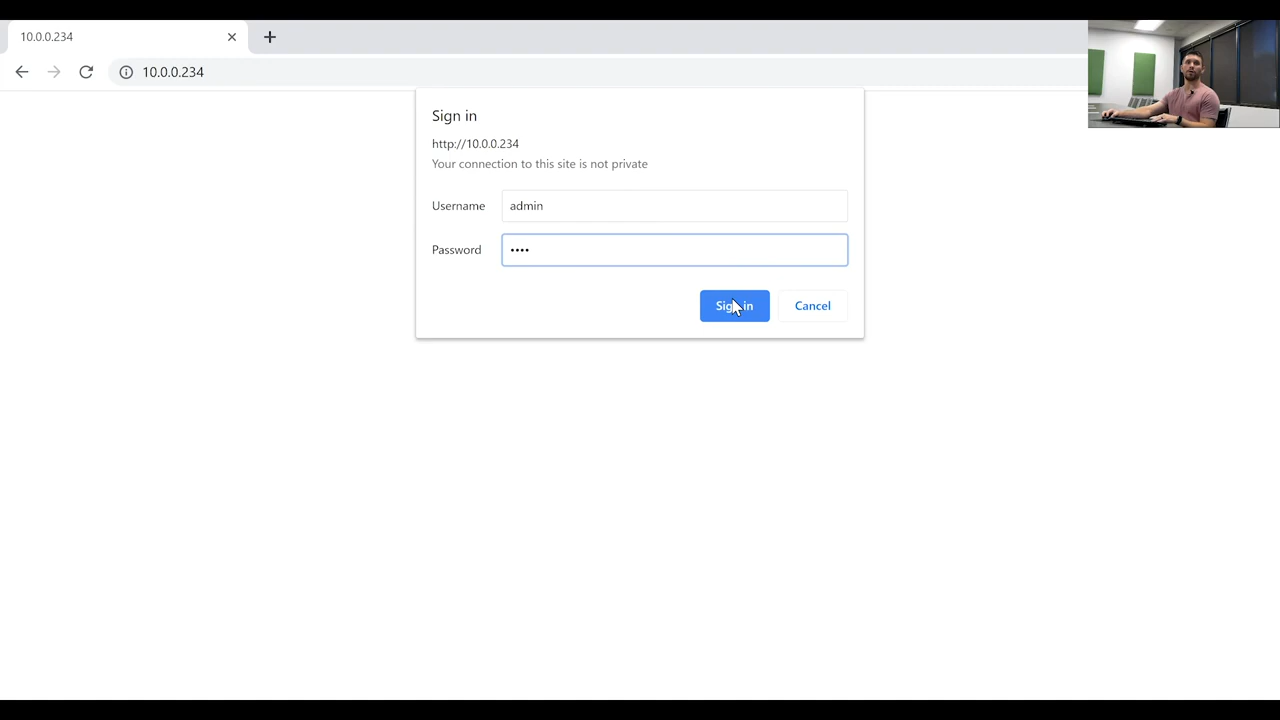 10.0.0.234
10.0.0.234
Sign in
http://10.0.0.234
Your connection to this site is not private
Username admin
Password ••••
Sign in Cancel